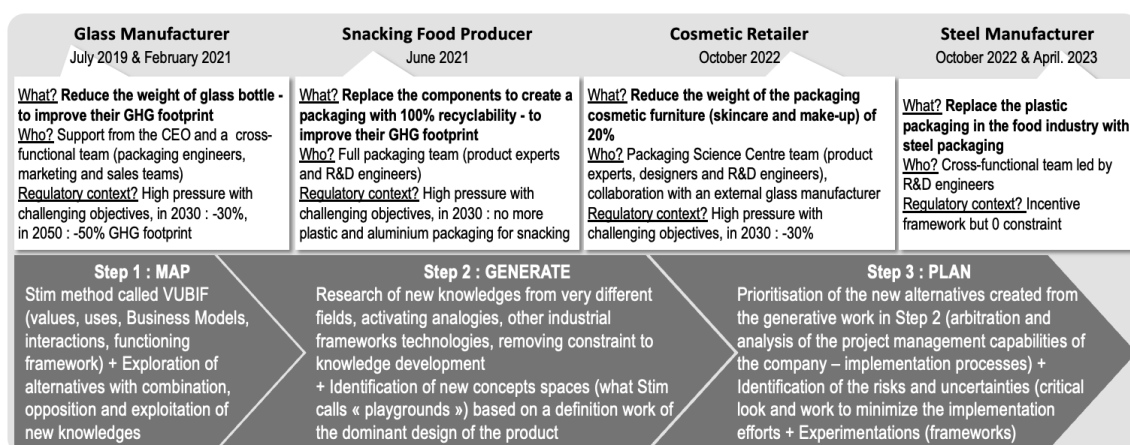 Glass Manufacturer
July 2019 & February 2021
What? Reduce the weight of glass bottle -
to improve their GHG footprint
Who? Support from the CEO and a cross-
functional team (packaging engineers,
marketing and sales teams)
Regulatory context? High pressure with
challenging objectives, in 2030 : -30%,
in 2050 : -50% GHG footprint
Snacking Food Producer
June 2021
What? Replace the components to create a
packaging with 100% recyclability - to
improve their GHG footprint
Who? Full packaging team (product experts
and R&D engineers)
Regulatory context? High pressure with
challenging objectives, in 2030 : no more
plastic and aluminium packaging for snacking
Cosmetic Retailer
October 2022
What? Reduce the weight of the packaging
cosmetic furniture (skincare and make-up) of
20%
Who? Packaging Science Centre team (product
experts, designers and R&D engineers),
collaboration with an external glass manufacturer
Regulatory context? High pressure with
challenging objectives, in 2030 : -30%
Steel Manufacturer
October 2022 & April. 2023
What? Replace the plastic
packaging in the food industry with
steel packaging
Who? Cross-functional team led by
R&D engineers
Regulatory context? Incentive
framework but 0 constraint
Step 1 : MAP
Stim method called VUBIF
(values, uses, Business Models,
interactions, functioning
framework) + Exploration of
alternatives with combination,
opposition and exploitation of
new knowledges
Step 2 : GENERATE
Research of new knowledges from very different
fields, activating analogies, other industrial
frameworks technologies, removing constraint to
knowledge development
+ Identification of new concepts spaces (what Stim
calls « playgrounds ») based on a definition work of
the dominant design of the product
Step 3 : PLAN
Prioritisation of the new alternatives created from
the generative work in Step 2 (arbitration and
analysis of the project management capabilities of
the company – implementation processes) +
Identification of the risks and uncertainties (critical
look and work to minimize the implementation
efforts + Experimentations (frameworks)